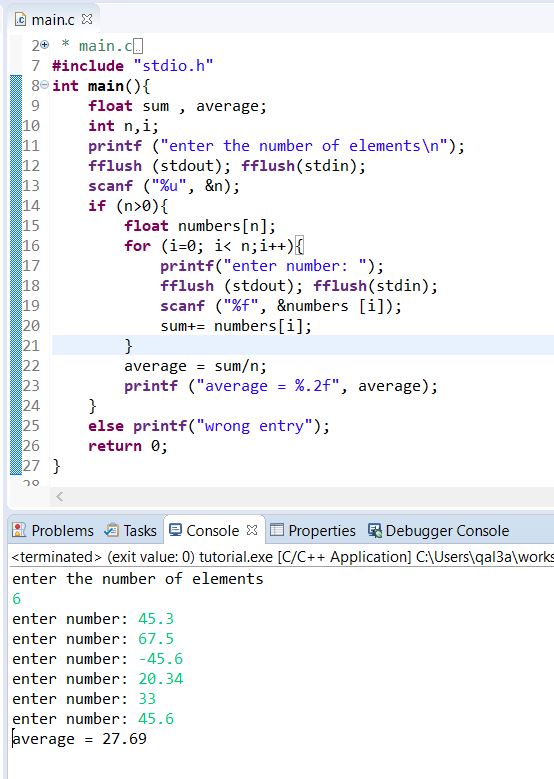 main.c
2 * main.c
7 #include "stdio.h"
8 int main(){
9 float sum , average;
10 int n,i;
11 printf ("enter the number of elements\n");
12 fflush (stdout); fflush(stdin);
13 scanf ("%u", &n);
14 if (n>0){
15 float numbers[n];
16 for (i=0; i< n;i++){
17 printf("enter number: ");
18 fflush (stdout); fflush(stdin);
19 scanf ("%f", &numbers [i]);
20 sum+= numbers[i];
21 }
22 average = sum/n;
23 printf ("average = %.2f", average);
24 }
25 else printf("wrong entry");
26 return 0;
27 }
28
Problems Tasks Console Properties Debugger Console
<terminated> (exit value: 0) tutorial.exe [C/C++ Application] C:\Users\qal3a\works
enter the number of elements
6
enter number: 45.3
enter number: 67.5
enter number: -45.6
enter number: 20.34
enter number: 33
enter number: 45.6
average = 27.69